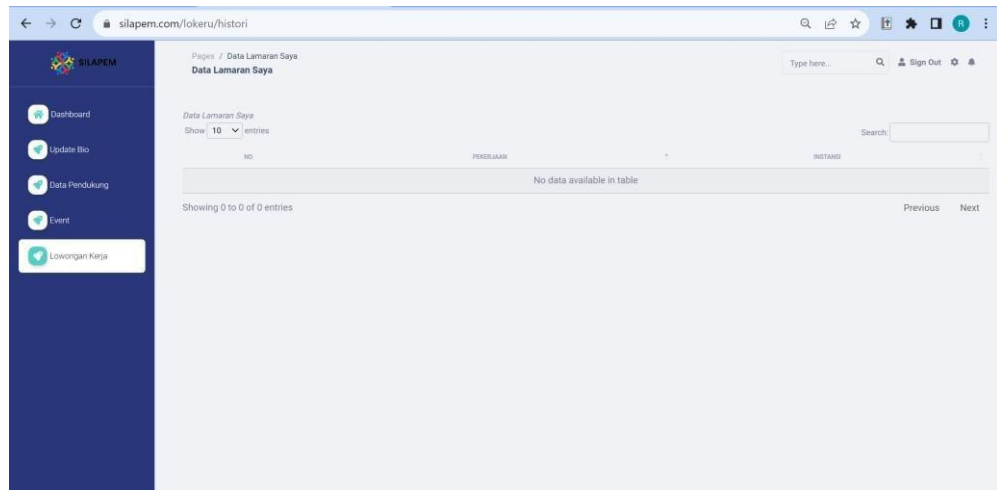 silapem.com/lokeru/histori
R
SILAPEM
Pages / Data Lamaran Saya
Data Lamaran Saya
Type here...
Sign Out
Dashboard
Update Bio
Data Pendukung
Event
Lowongan Kerja
Data Lamaran Saya
Show 10 entries
Search:
NO PEKERJAAN INSTANSI
No data available in table
Showing 0 to 0 of 0 entries
Previous Next